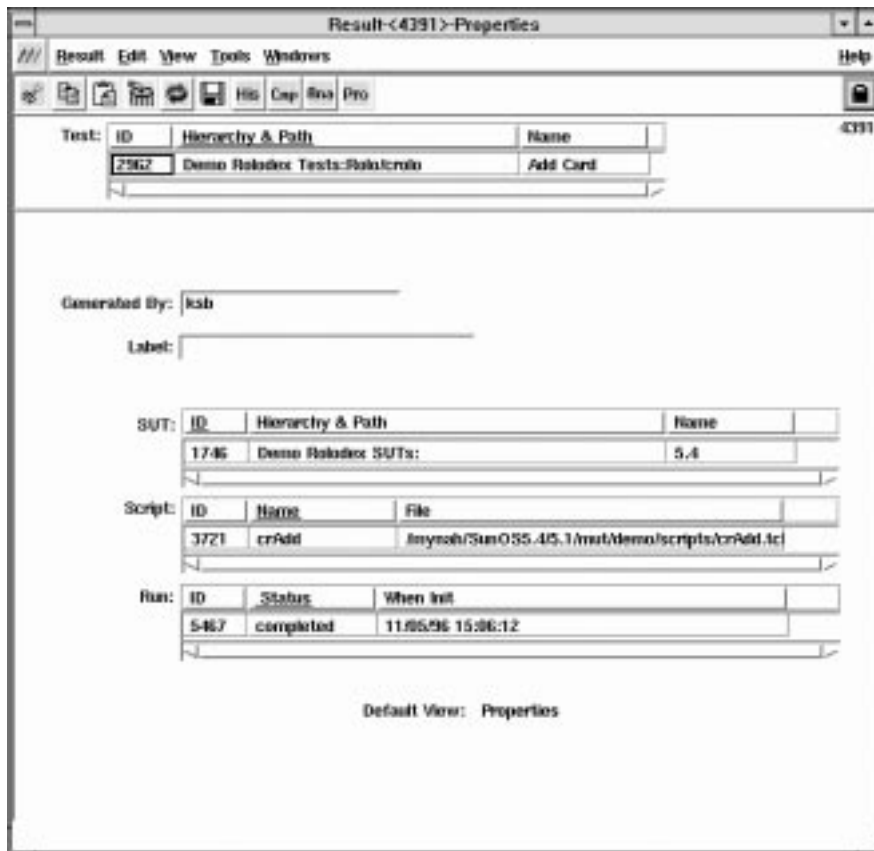 Result-<4391>-Properties
Result Edit View Tools Windows Help
His Cmp Ana Pro
4391
Test: ID Hierarchy & Path Name
2962 Demo Rolodex Tests:Rolo/crolo Add Card
Generated By: ksb
Label:
SUT: ID Hierarchy & Path Name
1746 Demo Rolodex SUTs: 5.4
Script: ID Name File
3721 crAdd /mynah/SunOS5.4/5.1/mut/demo/scripts/crAdd.tcl
Run: ID Status When Init
5467 completed 11/05/96 15:06:12
Default View: Properties